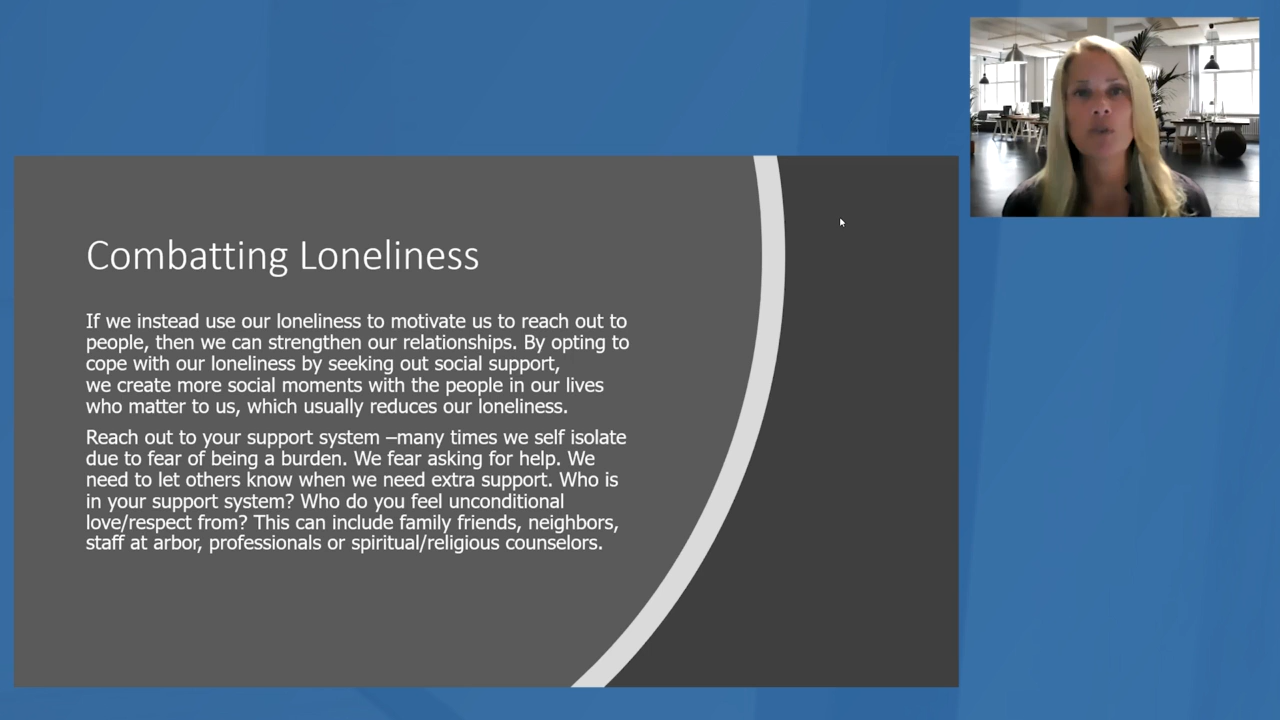 Combatting Loneliness
If we instead use our loneliness to motivate us to reach out to
people, then we can strengthen our relationships. By opting to
cope with our loneliness by seeking out social support,
we create more social moments with the people in our lives
who matter to us, which usually reduces our loneliness.
Reach out to your support system –many times we self isolate
due to fear of being a burden. We fear asking for help. We
need to let others know when we need extra support. Who is
in your support system? Who do you feel unconditional
love/respect from? This can include family friends, neighbors,
staff at arbor, professionals or spiritual/religious counselors.